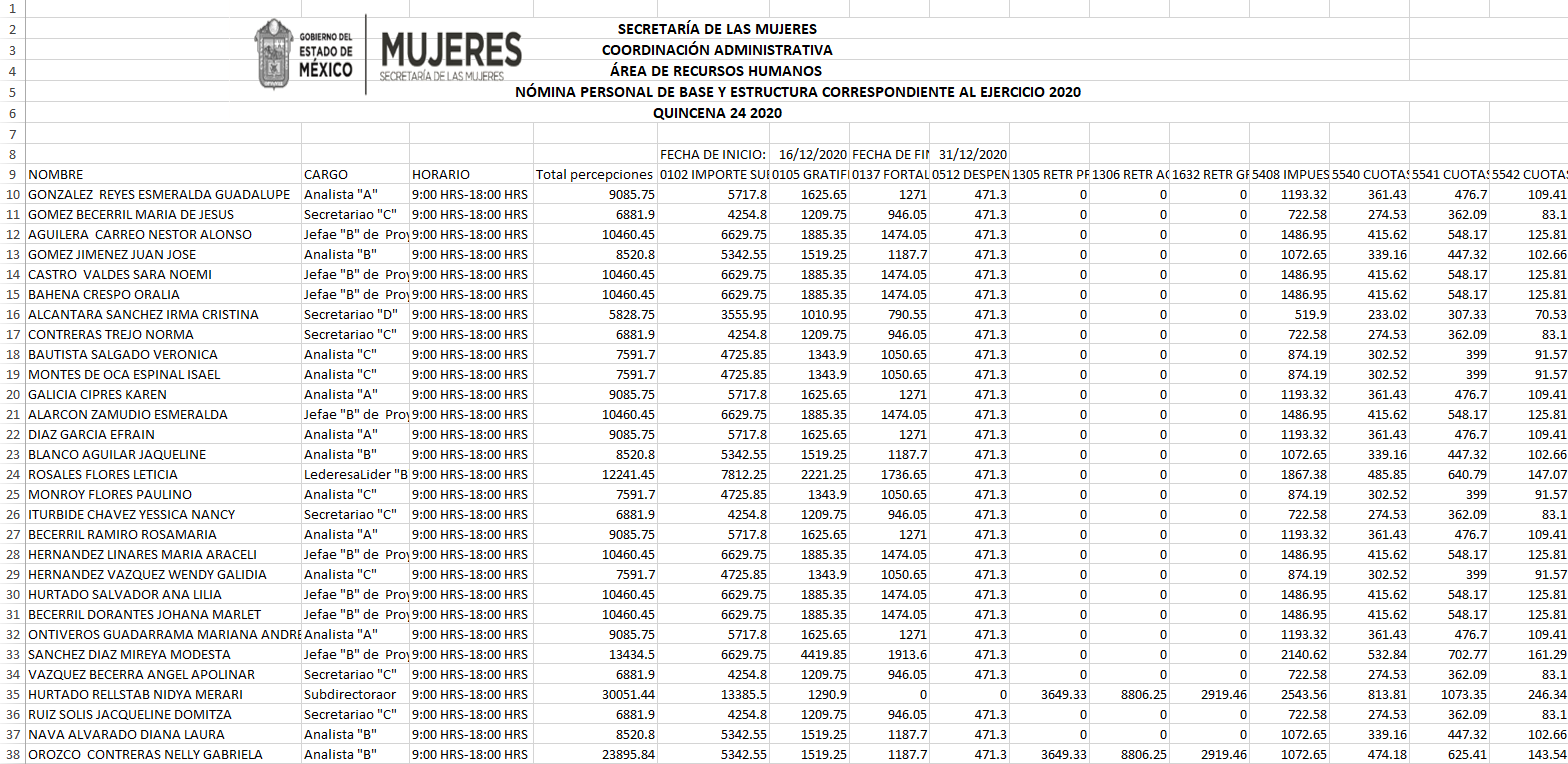 1
2 SECRETARÍA DE LAS MUJERES
GOBIERNO DEL
ESTADO DE
MÉXICO
MUJERES
SECRETARÍA DE LAS MUJERES
3 COORDINACIÓN ADMINISTRATIVA
4 ÁREA DE RECURSOS HUMANOS
5 NÓMINA PERSONAL DE BASE Y ESTRUCTURA CORRESPONDIENTE AL EJERCICIO 2020
6 QUINCENA 24 2020
7
8 FECHA DE INICIO: 16/12/2020 FECHA DE FIN 31/12/2020
9 NOMBRE CARGO HORARIO Total percepciones 0102 IMPORTE SUE 0105 GRATIFI 0137 FORTAL 0512 DESPEN 1305 RETR PR 1306 RETR AG 1632 RETR GR 5408 IMPUES 5540 CUOTAS 5541 CUOTAS 5542 CUOTA
10 GONZALEZ REYES ESMERALDA GUADALUPE Analista "A" 9:00 HRS-18:00 HRS 9085.75 5717.8 1625.65 1271 471.3 0 0 0 1193.32 361.43 476.7 109.41
11 GOMEZ BECERRIL MARIA DE JESUS Secretariao "C" 9:00 HRS-18:00 HRS 6881.9 4254.8 1209.75 946.05 471.3 0 0 0 722.58 274.53 362.09 83.1
12 AGUILERA CARREO NESTOR ALONSO Jefae "B" de Proy 9:00 HRS-18:00 HRS 10460.45 6629.75 1885.35 1474.05 471.3 0 0 0 1486.95 415.62 548.17 125.81
13 GOMEZ JIMENEZ JUAN JOSE Analista "B" 9:00 HRS-18:00 HRS 8520.8 5342.55 1519.25 1187.7 471.3 0 0 0 1072.65 339.16 447.32 102.66
14 CASTRO VALDES SARA NOEMI Jefae "B" de Proy 9:00 HRS-18:00 HRS 10460.45 6629.75 1885.35 1474.05 471.3 0 0 0 1486.95 415.62 548.17 125.81
15 BAHENA CRESPO ORALIA Jefae "B" de Proy 9:00 HRS-18:00 HRS 10460.45 6629.75 1885.35 1474.05 471.3 0 0 0 1486.95 415.62 548.17 125.81
16 ALCANTARA SANCHEZ IRMA CRISTINA Secretariao "D" 9:00 HRS-18:00 HRS 5828.75 3555.95 1010.95 790.55 471.3 0 0 0 519.9 233.02 307.33 70.53
17 CONTRERAS TREJO NORMA Secretariao "C" 9:00 HRS-18:00 HRS 6881.9 4254.8 1209.75 946.05 471.3 0 0 0 722.58 274.53 362.09 83.1
18 BAUTISTA SALGADO VERONICA Analista "C" 9:00 HRS-18:00 HRS 7591.7 4725.85 1343.9 1050.65 471.3 0 0 0 874.19 302.52 399 91.57
19 MONTES DE OCA ESPINAL ISAEL Analista "C" 9:00 HRS-18:00 HRS 7591.7 4725.85 1343.9 1050.65 471.3 0 0 0 874.19 302.52 399 91.57
20 GALICIA CIPRES KAREN Analista "A" 9:00 HRS-18:00 HRS 9085.75 5717.8 1625.65 1271 471.3 0 0 0 1193.32 361.43 476.7 109.41
21 ALARCON ZAMUDIO ESMERALDA Jefae "B" de Proy 9:00 HRS-18:00 HRS 10460.45 6629.75 1885.35 1474.05 471.3 0 0 0 1486.95 415.62 548.17 125.81
22 DIAZ GARCIA EFRAIN Analista "A" 9:00 HRS-18:00 HRS 9085.75 5717.8 1625.65 1271 471.3 0 0 0 1193.32 361.43 476.7 109.41
23 BLANCO AGUILAR JAQUELINE Analista "B" 9:00 HRS-18:00 HRS 8520.8 5342.55 1519.25 1187.7 471.3 0 0 0 1072.65 339.16 447.32 102.66
24 ROSALES FLORES LETICIA LederesaLider "B 9:00 HRS-18:00 HRS 12241.45 7812.25 2221.25 1736.65 471.3 0 0 0 1867.38 485.85 640.79 147.07
25 MONROY FLORES PAULINO Analista "C" 9:00 HRS-18:00 HRS 7591.7 4725.85 1343.9 1050.65 471.3 0 0 0 874.19 302.52 399 91.57
26 ITURBIDE CHAVEZ YESSICA NANCY Secretariao "C" 9:00 HRS-18:00 HRS 6881.9 4254.8 1209.75 946.05 471.3 0 0 0 722.58 274.53 362.09 83.1
27 BECERRIL RAMIRO ROSAMARIA Analista "A" 9:00 HRS-18:00 HRS 9085.75 5717.8 1625.65 1271 471.3 0 0 0 1193.32 361.43 476.7 109.41
28 HERNANDEZ LINARES MARIA ARACELI Jefae "B" de Proy 9:00 HRS-18:00 HRS 10460.45 6629.75 1885.35 1474.05 471.3 0 0 0 1486.95 415.62 548.17 125.81
29 HERNANDEZ VAZQUEZ WENDY GALIDIA Analista "C" 9:00 HRS-18:00 HRS 7591.7 4725.85 1343.9 1050.65 471.3 0 0 0 874.19 302.52 399 91.57
30 HURTADO SALVADOR ANA LILIA Jefae "B" de Proy 9:00 HRS-18:00 HRS 10460.45 6629.75 1885.35 1474.05 471.3 0 0 0 1486.95 415.62 548.17 125.81
31 BECERRIL DORANTES JOHANA MARLET Jefae "B" de Proy 9:00 HRS-18:00 HRS 10460.45 6629.75 1885.35 1474.05 471.3 0 0 0 1486.95 415.62 548.17 125.81
32 ONTIVEROS GUADARRAMA MARIANA ANDRE Analista "A" 9:00 HRS-18:00 HRS 9085.75 5717.8 1625.65 1271 471.3 0 0 0 1193.32 361.43 476.7 109.41
33 SANCHEZ DIAZ MIREYA MODESTA Jefae "B" de Proy 9:00 HRS-18:00 HRS 13434.5 6629.75 4419.85 1913.6 471.3 0 0 0 2140.62 532.84 702.77 161.29
34 VAZQUEZ BECERRA ANGEL APOLINAR Secretariao "C" 9:00 HRS-18:00 HRS 6881.9 4254.8 1209.75 946.05 471.3 0 0 0 722.58 274.53 362.09 83.1
35 HURTADO RELLSTAB NIDYA MERARI Subdirectoraor 9:00 HRS-18:00 HRS 30051.44 13385.5 1290.9 0 0 3649.33 8806.25 2919.46 2543.56 813.81 1073.35 246.34
36 RUIZ SOLIS JACQUELINE DOMITZA Secretariao "C" 9:00 HRS-18:00 HRS 6881.9 4254.8 1209.75 946.05 471.3 0 0 0 722.58 274.53 362.09 83.1
37 NAVA ALVARADO DIANA LAURA Analista "B" 9:00 HRS-18:00 HRS 8520.8 5342.55 1519.25 1187.7 471.3 0 0 0 1072.65 339.16 447.32 102.66
38 OROZCO CONTRERAS NELLY GABRIELA Analista "B" 9:00 HRS-18:00 HRS 23895.84 5342.55 1519.25 1187.7 471.3 3649.33 8806.25 2919.46 1072.65 474.18 625.41 143.54